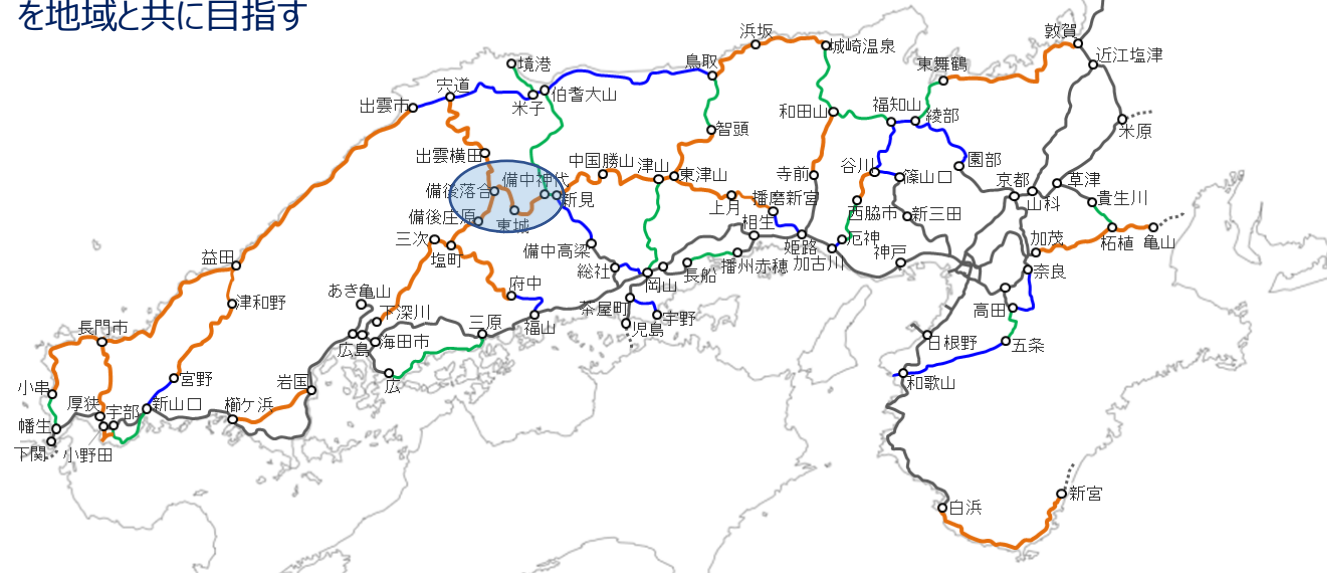 を地域と共に目指す
敦賀
浜坂
城崎温泉
近江塩津
境港
鳥取
東舞鶴
宍道
出雲市
米子
伯耆大山
和田山
福知山
綾部
米原
智頭
出雲横田
中国勝山
津山
東津山
寺前
谷川
園部
京都
草津
備後落合
備中神代
新見
篠山口
山科
貴生川
備後庄原
東城
上月
播磨新宮
西脇市
新三田
三次
塩町
相生
姫路
厄神
加茂
柘植
亀山
備中高梁
加古川
神戸
益田
総社
播州赤穂
奈良
長船
岡山
津和野
あき亀山
府中
茶屋町
高田
下深川
三原
福山
児島
宇野
長門市
広島
海田市
日根野
五条
宮野
岩国
広
和歌山
小串
厚狭
宇部
新山口
櫛ケ浜
幡生
下関
小野田
新宮
白浜